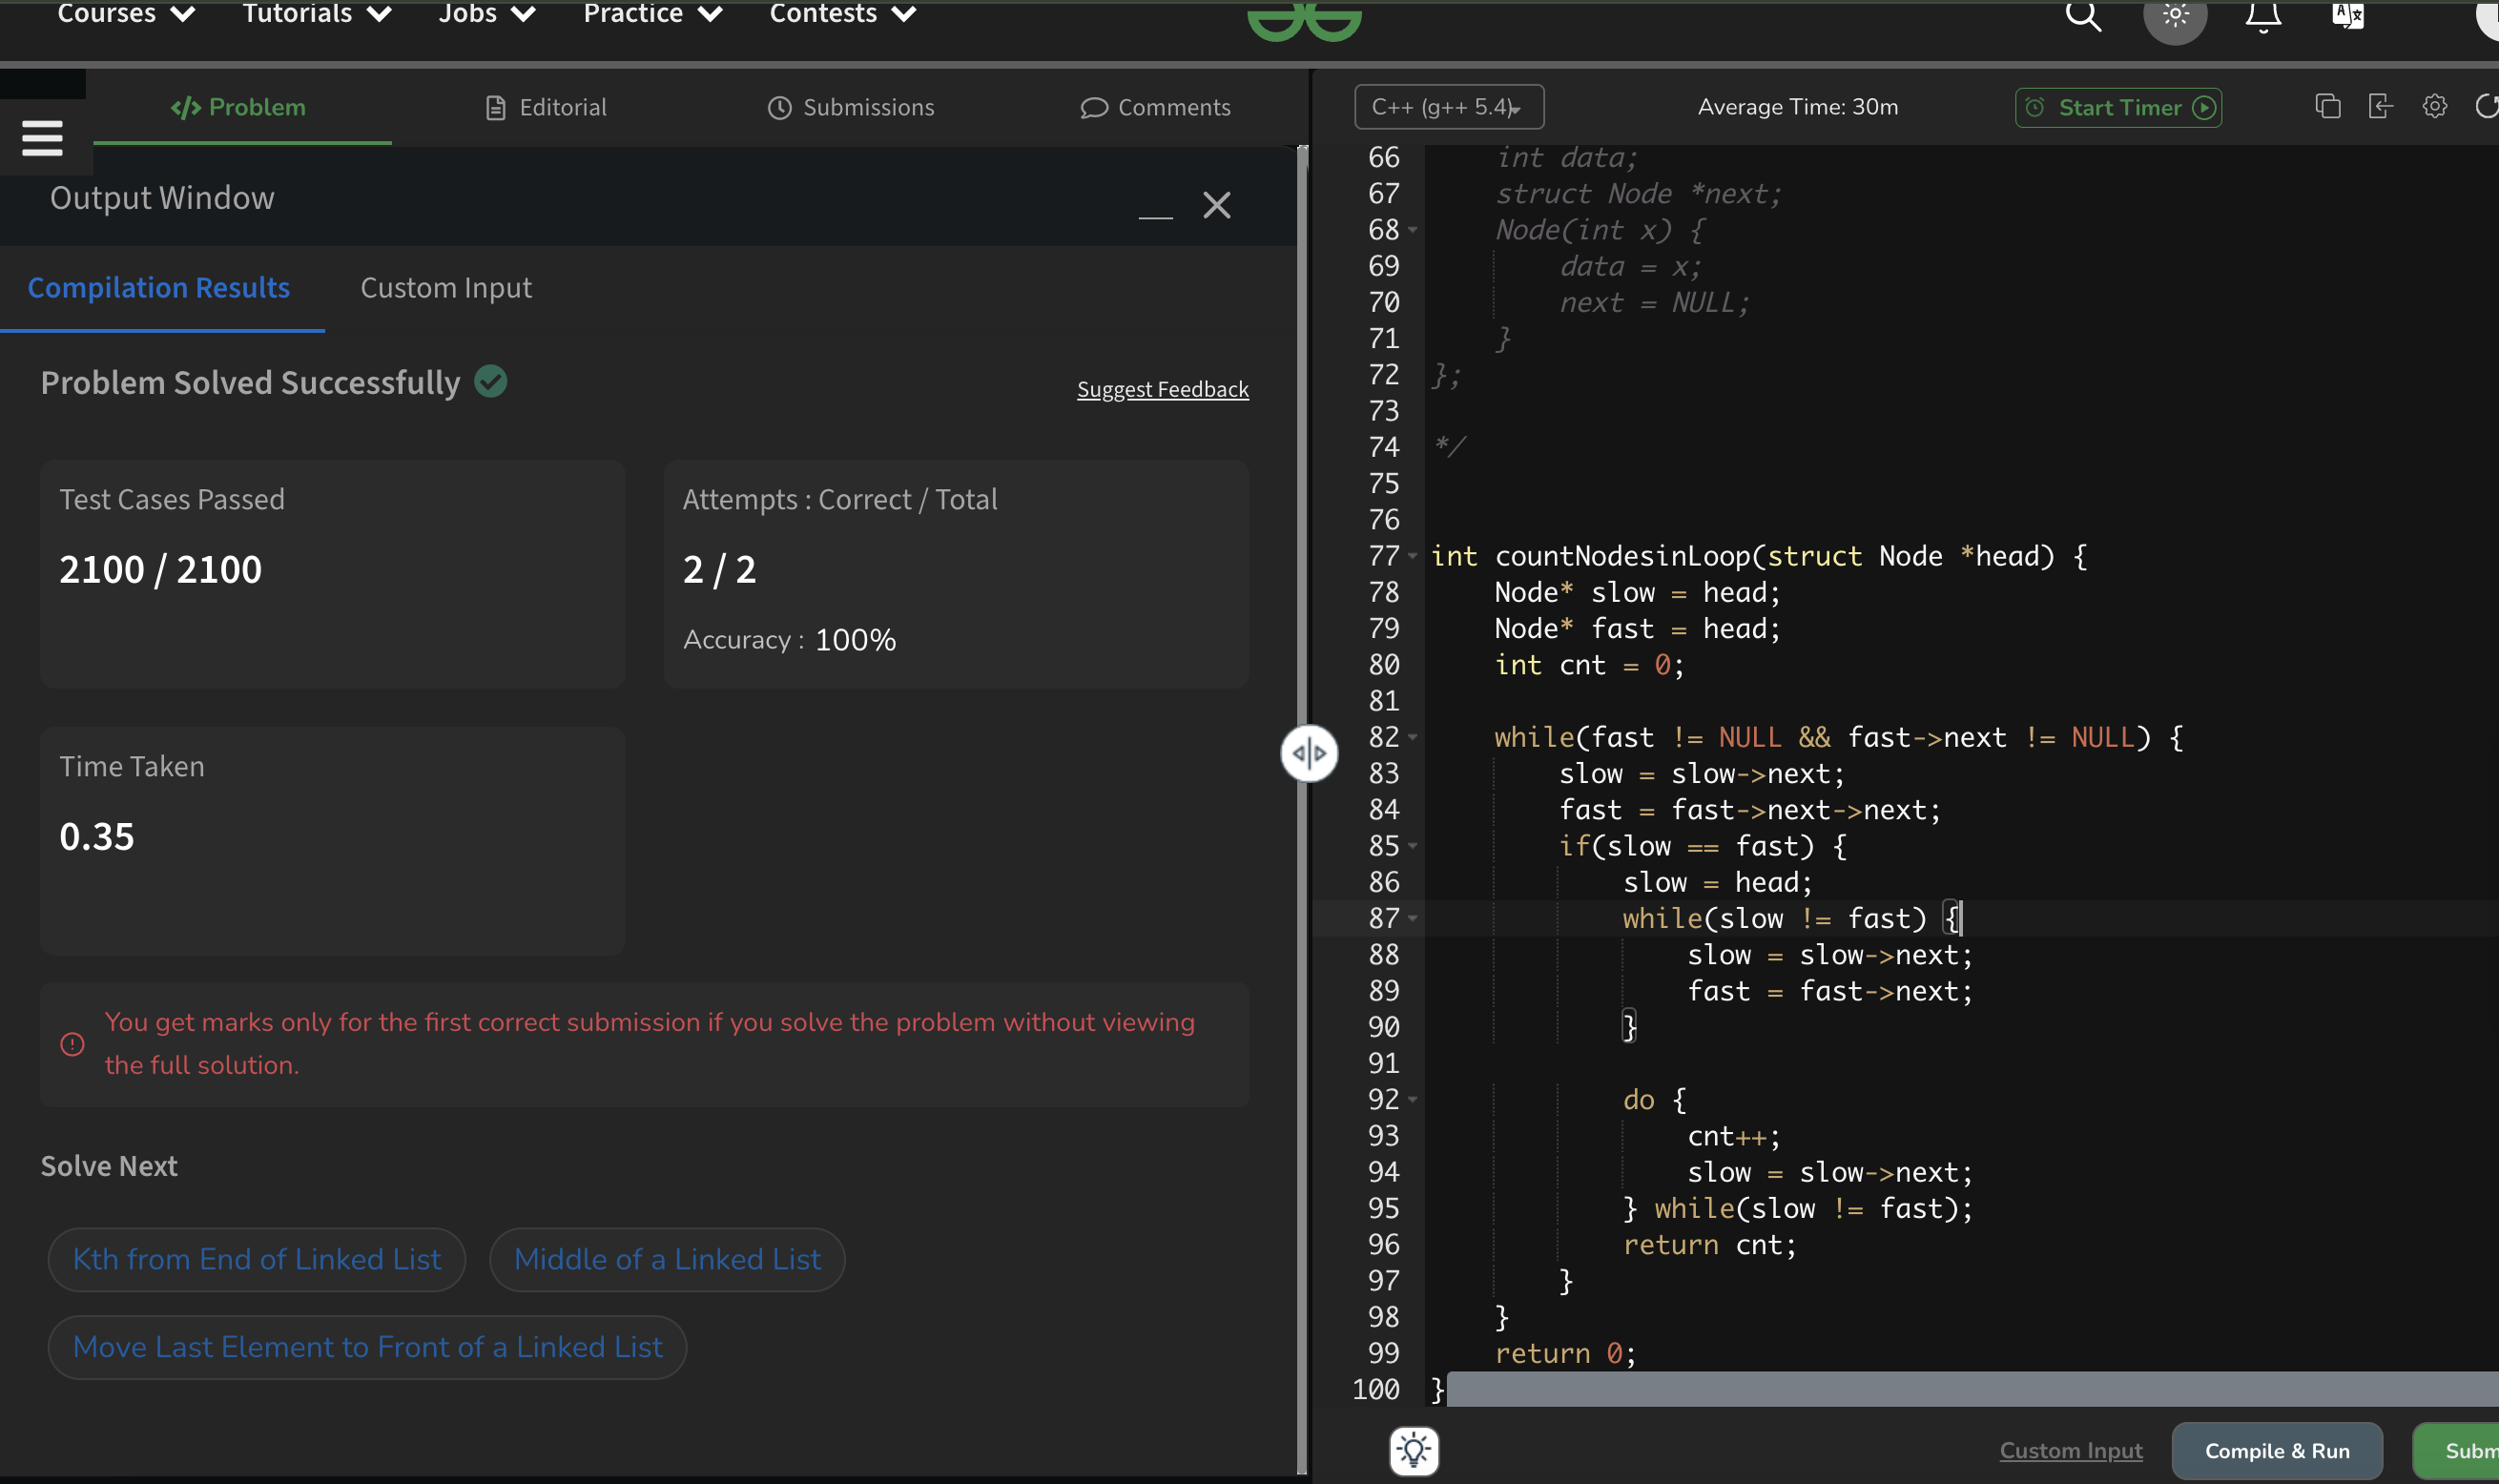 Courses Tutorials Jobs Practice Contests
Problem Editorial Submissions Comments
Output Window
Compilation Results Custom Input
Problem Solved Successfully
Suggest Feedback
Test Cases Passed
2100 / 2100
Attempts : Correct / Total
2 / 2
Accuracy : 100%
Time Taken
0.35
You get marks only for the first correct submission if you solve the problem without viewing
the full solution.
Solve Next
Kth from End of Linked List Middle of a Linked List
Move Last Element to Front of a Linked List
C++ (g++ 5.4) Average Time: 30m Start Timer
66     int data;
67     struct Node *next;
68     Node(int x) {
69         data = x;
70         next = NULL;
71     }
72 };
73
74 */
75
76
77 int countNodesinLoop(struct Node *head) {
78     Node* slow = head;
79     Node* fast = head;
80     int cnt = 0;
81
82     while(fast != NULL && fast->next != NULL) {
83         slow = slow->next;
84         fast = fast->next->next;
85         if(slow == fast) {
86             slow = head;
87             while(slow != fast) {
88                 slow = slow->next;
89                 fast = fast->next;
90             }
91
92             do {
93                 cnt++;
94                 slow = slow->next;
95             } while(slow != fast);
96             return cnt;
97         }
98     }
99     return 0;
100 }
Custom Input Compile & Run Subm